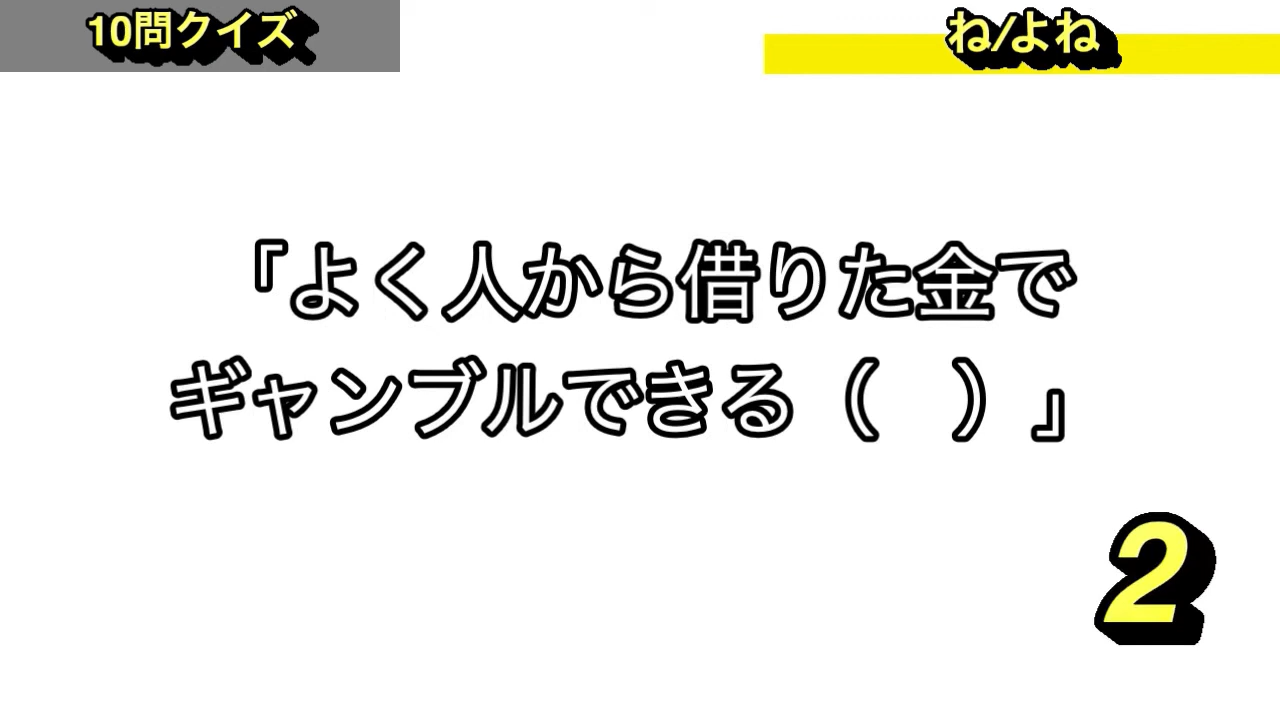 10問クイズ
ね/よね
「よく人から借りた金で
ギャンブルできる（　）」
2